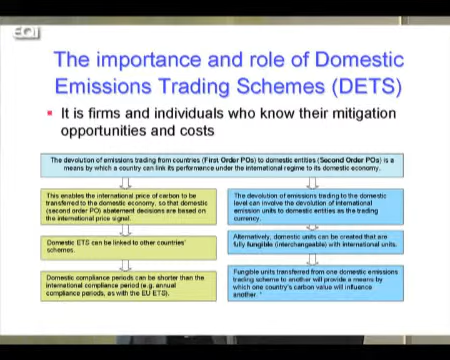 EQI
The importance and role of Domestic
Emissions Trading Schemes (DETS)
It is firms and individuals who know their mitigation
opportunities and costs
The devolution of emissions trading from countries (First Order POs) to domestic entities (Second Order POs) is a
means by which a country can link its performance under the international regime to its domestic economy.
This enables the international price of carbon to be
transferred to the domestic economy, so that domestic
(second order PO) abatement decisions are based on
the international price signal.
Domestic ETS can be linked to other countries'
schemes.
Domestic compliance periods can be shorter than the
international compliance period (e.g. annual
compliance periods, as with the EU ETS).
The devolution of emissions trading to the domestic
level can involve the devolution of international
emission units to domestic entities as the trading
currency.
Alternatively, domestic units can be created that are
fully fungible (interchangeable) with international units.
Fungible units transferred from one domestic emissions
trading scheme to another will provide a means by
which one country's carbon value will influence
another.